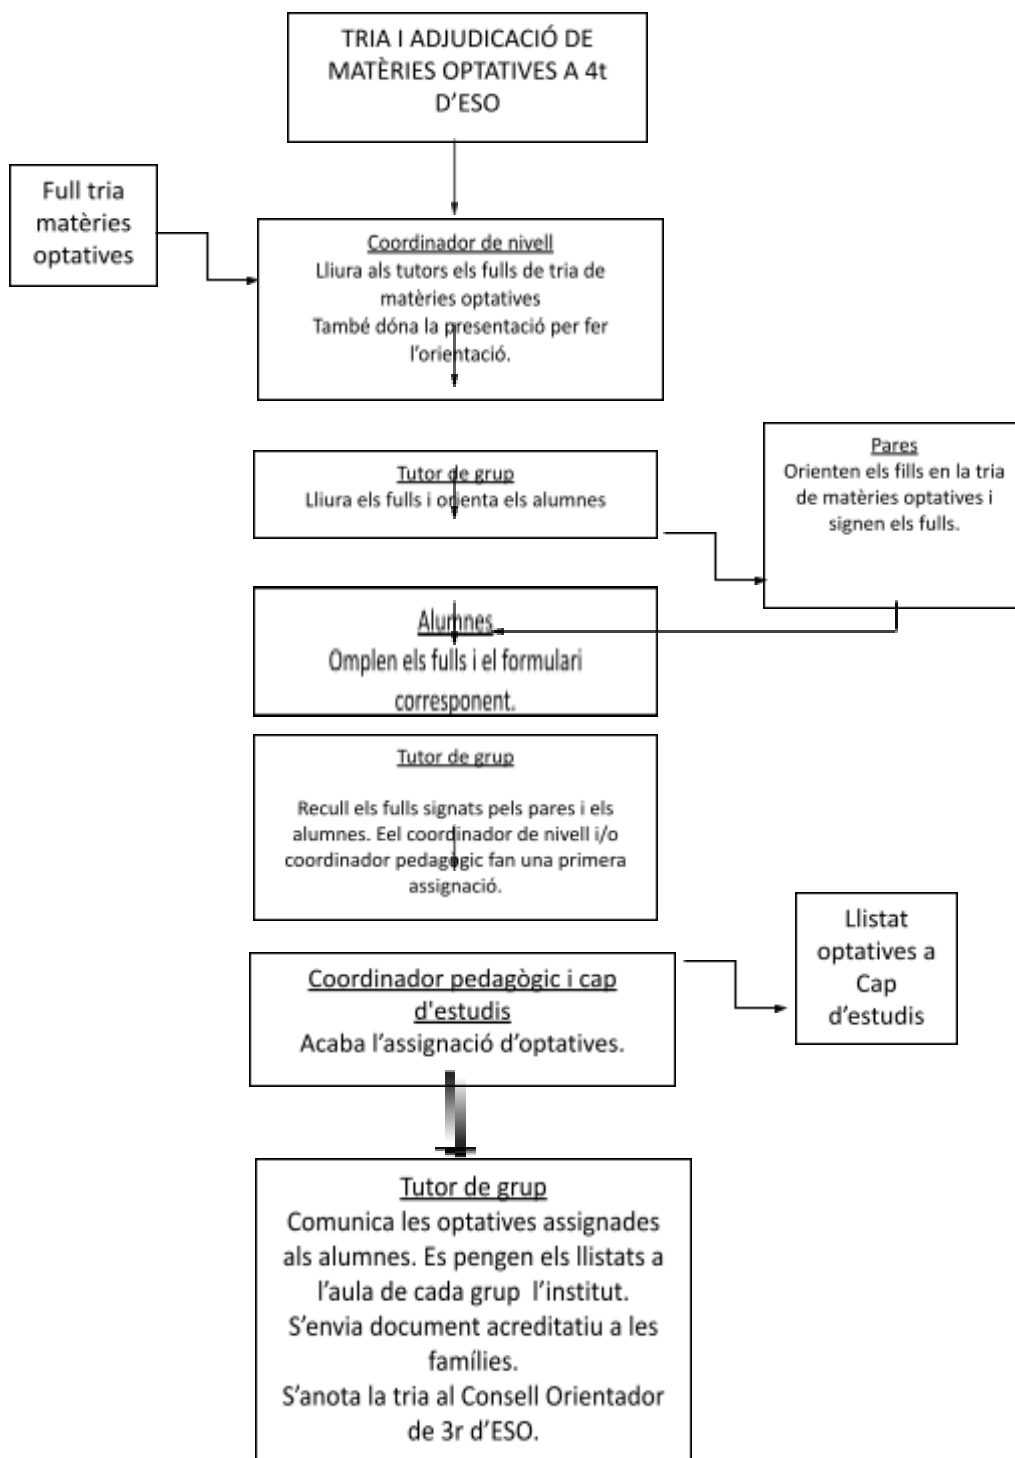 TRIA I ADJUDICACIÓ DE
MATÈRIES OPTATIVES A 4t
D’ESO
Full tria
matèries
optatives
Coordinador de nivell
Lliura als tutors els fulls de tria de
matèries optatives
També dóna la presentació per fer
l’orientació.
Tutor de grup
Lliura els fulls i orienta els alumnes
Pares
Orienten els fills en la tria
de matèries optatives i
signen els fulls.
Alumnes
Omplen els fulls i el formulari
corresponent.
Tutor de grup
Recull els fulls signats pels pares i els
alumnes. Eel coordinador de nivell i/o
coordinador pedagògic fan una primera
assignació.
Llistat
optatives a
Cap
d’estudis
Coordinador pedagògic i cap
d'estudis
Acaba l’assignació d’optatives.
Tutor de grup
Comunica les optatives assignades
als alumnes. Es pengen els llistats a
l’aula de cada grup l’institut.
S’envia document acreditatiu a les
famílies.
S’anota la tria al Consell Orientador
de 3r d’ESO.